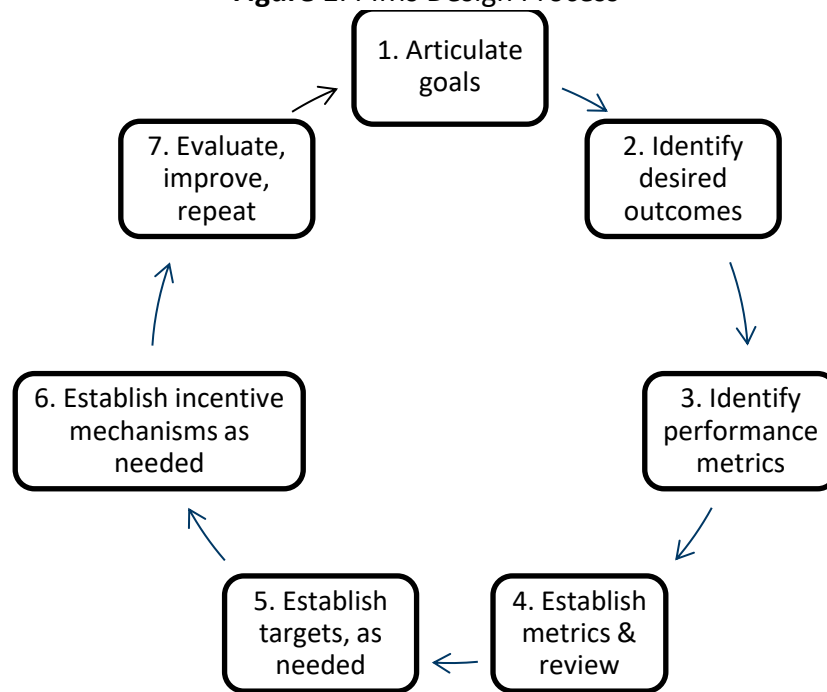 1. Articulate
goals
2. Identify
desired
outcomes
3. Identify
performance
metrics
4. Establish
metrics &
review
5. Establish
targets, as
needed
6. Establish incentive
mechanisms as
needed
7. Evaluate,
improve,
repeat